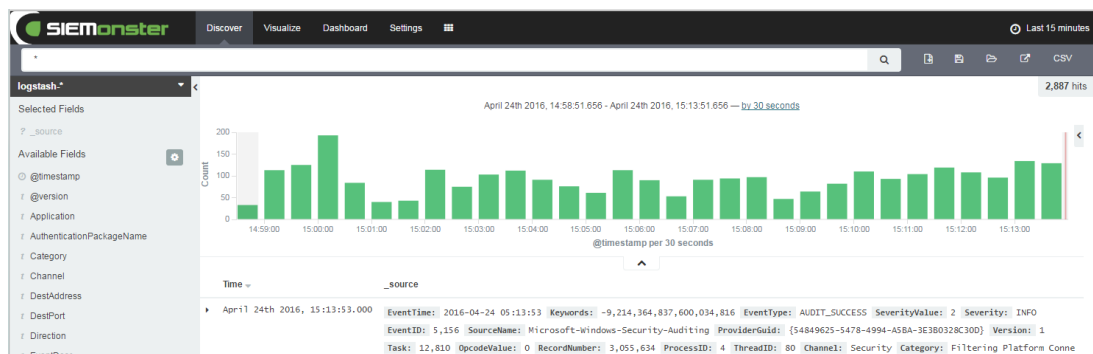 SIEMonster
Discover Visualize Dashboard Settings Last 15 minutes
* CSV
logstash-* 2,887 hits
Selected Fields
? _source
Available Fields
@timestamp
t @version
t Application
t AuthenticationPackageName
t Category
t Channel
t DestAddress
t DestPort
t Direction
April 24th 2016, 14:58:51.656 - April 24th 2016, 15:13:51.656 — by 30 seconds
Count
200
150
100
50
0
14:59:00 15:00:00 15:01:00 15:02:00 15:03:00 15:04:00 15:05:00 15:06:00 15:07:00 15:08:00 15:09:00 15:10:00 15:11:00 15:12:00 15:13:00
@timestamp per 30 seconds
Time _source
April 24th 2016, 15:13:53.000 EventTime: 2016-04-24 05:13:53 Keywords: -9,214,364,837,600,034,816 EventType: AUDIT_SUCCESS SeverityValue: 2 Severity: INFO
EventID: 5,156 SourceName: Microsoft-Windows-Security-Auditing ProviderGuid: {54849625-5478-4994-A5BA-3E3B0328C30D} Version: 1
Task: 12,810 OpcodeValue: 0 RecordNumber: 3,055,634 ProcessID: 4 ThreadID: 80 Channel: Security Category: Filtering Platform Conne